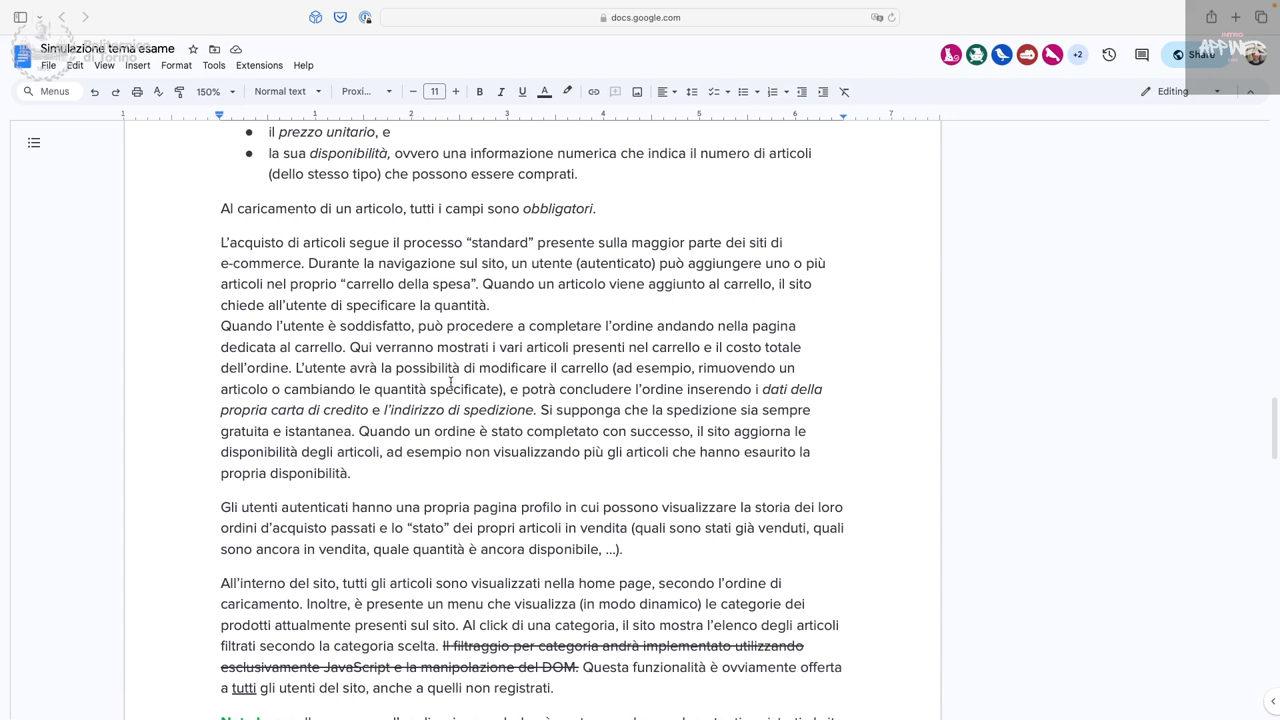 docs.google.com
Simulazione tema esame
Politecnico
di Torino
INTRO
APPWEB
Share
+2
File Edit View Insert Format Tools Extensions Help
Menus 150% Normal text Proxi... 11 B I U A Editing
1 1 2 3 4 5 6 7
● il prezzo unitario, e
● la sua disponibilità, ovvero una informazione numerica che indica il numero di articoli
(dello stesso tipo) che possono essere comprati.
Al caricamento di un articolo, tutti i campi sono obbligatori.
L’acquisto di articoli segue il processo “standard” presente sulla maggior parte dei siti di
e-commerce. Durante la navigazione sul sito, un utente (autenticato) può aggiungere uno o più
articoli nel proprio “carrello della spesa”. Quando un articolo viene aggiunto al carrello, il sito
chiede all’utente di specificare la quantità.
Quando l’utente è soddisfatto, può procedere a completare l’ordine andando nella pagina
dedicata al carrello. Qui verranno mostrati i vari articoli presenti nel carrello e il costo totale
dell’ordine. L’utente avrà la possibilità di modificare il carrello (ad esempio, rimuovendo un
articolo o cambiando le quantità specificate), e potrà concludere l’ordine inserendo i dati della
propria carta di credito e l’indirizzo di spedizione. Si supponga che la spedizione sia sempre
gratuita e istantanea. Quando un ordine è stato completato con successo, il sito aggiorna le
disponibilità degli articoli, ad esempio non visualizzando più gli articoli che hanno esaurito la
propria disponibilità.
Gli utenti autenticati hanno una propria pagina profilo in cui possono visualizzare la storia dei loro
ordini d’acquisto passati e lo “stato” dei propri articoli in vendita (quali sono stati già venduti, quali
sono ancora in vendita, quale quantità è ancora disponibile, ...).
All’interno del sito, tutti gli articoli sono visualizzati nella home page, secondo l’ordine di
caricamento. Inoltre, è presente un menu che visualizza (in modo dinamico) le categorie dei
prodotti attualmente presenti sul sito. Al click di una categoria, il sito mostra l’elenco degli articoli
filtrati secondo la categoria scelta. Il filtraggio per categoria andrà implementato utilizzando
esclusivamente JavaScript e la manipolazione del DOM. Questa funzionalità è ovviamente offerta
a tutti gli utenti del sito, anche a quelli non registrati.